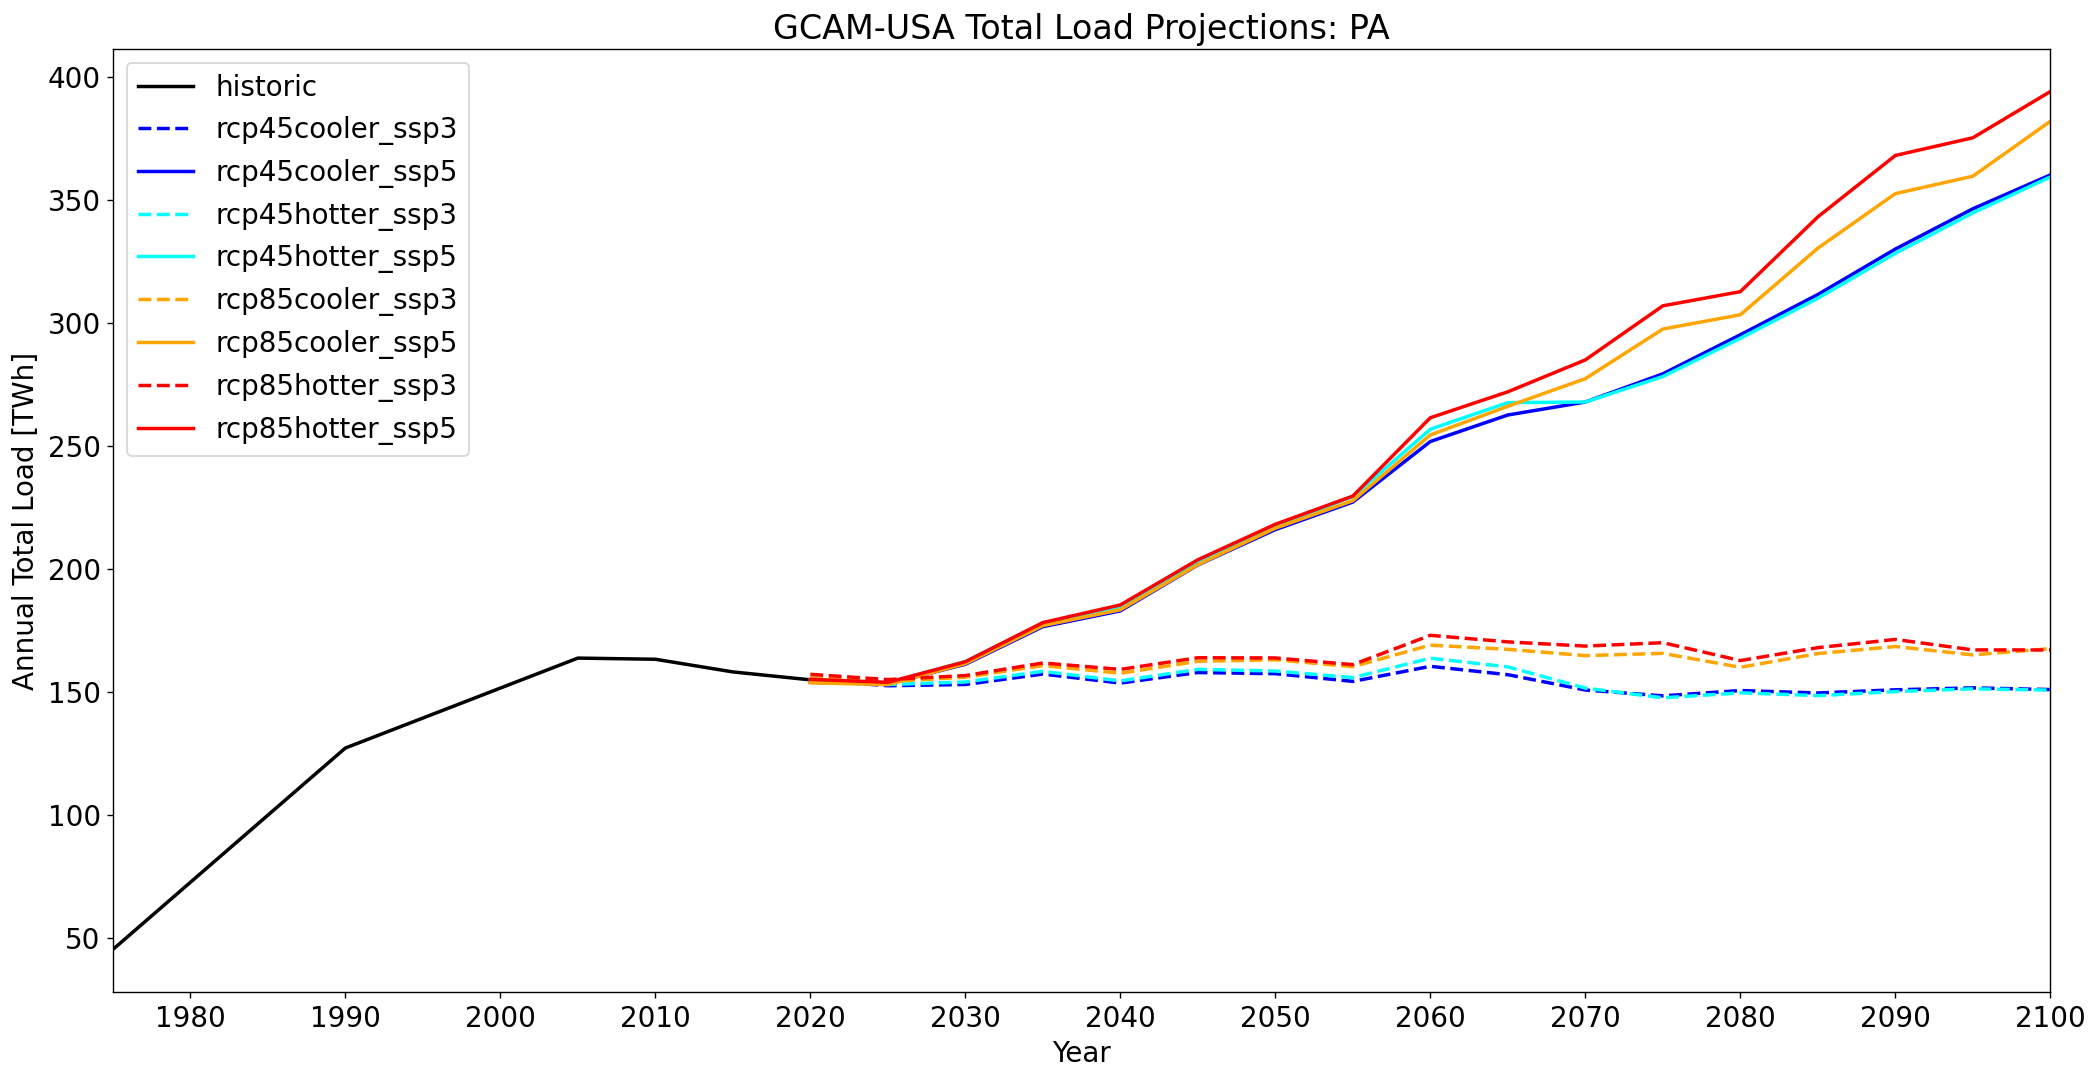 GCAM-USA Total Load Projections: PA
400
350
300
250
200
150
100
50
Annual Total Load [TWh]
historic
rcp45cooler_ssp3
rcp45cooler_ssp5
rcp45hotter_ssp3
rcp45hotter_ssp5
rcp85cooler_ssp3
rcp85cooler_ssp5
rcp85hotter_ssp3
rcp85hotter_ssp5
1980 1990 2000 2010 2020 2030 2040 2050 2060 2070 2080 2090 2100
Year